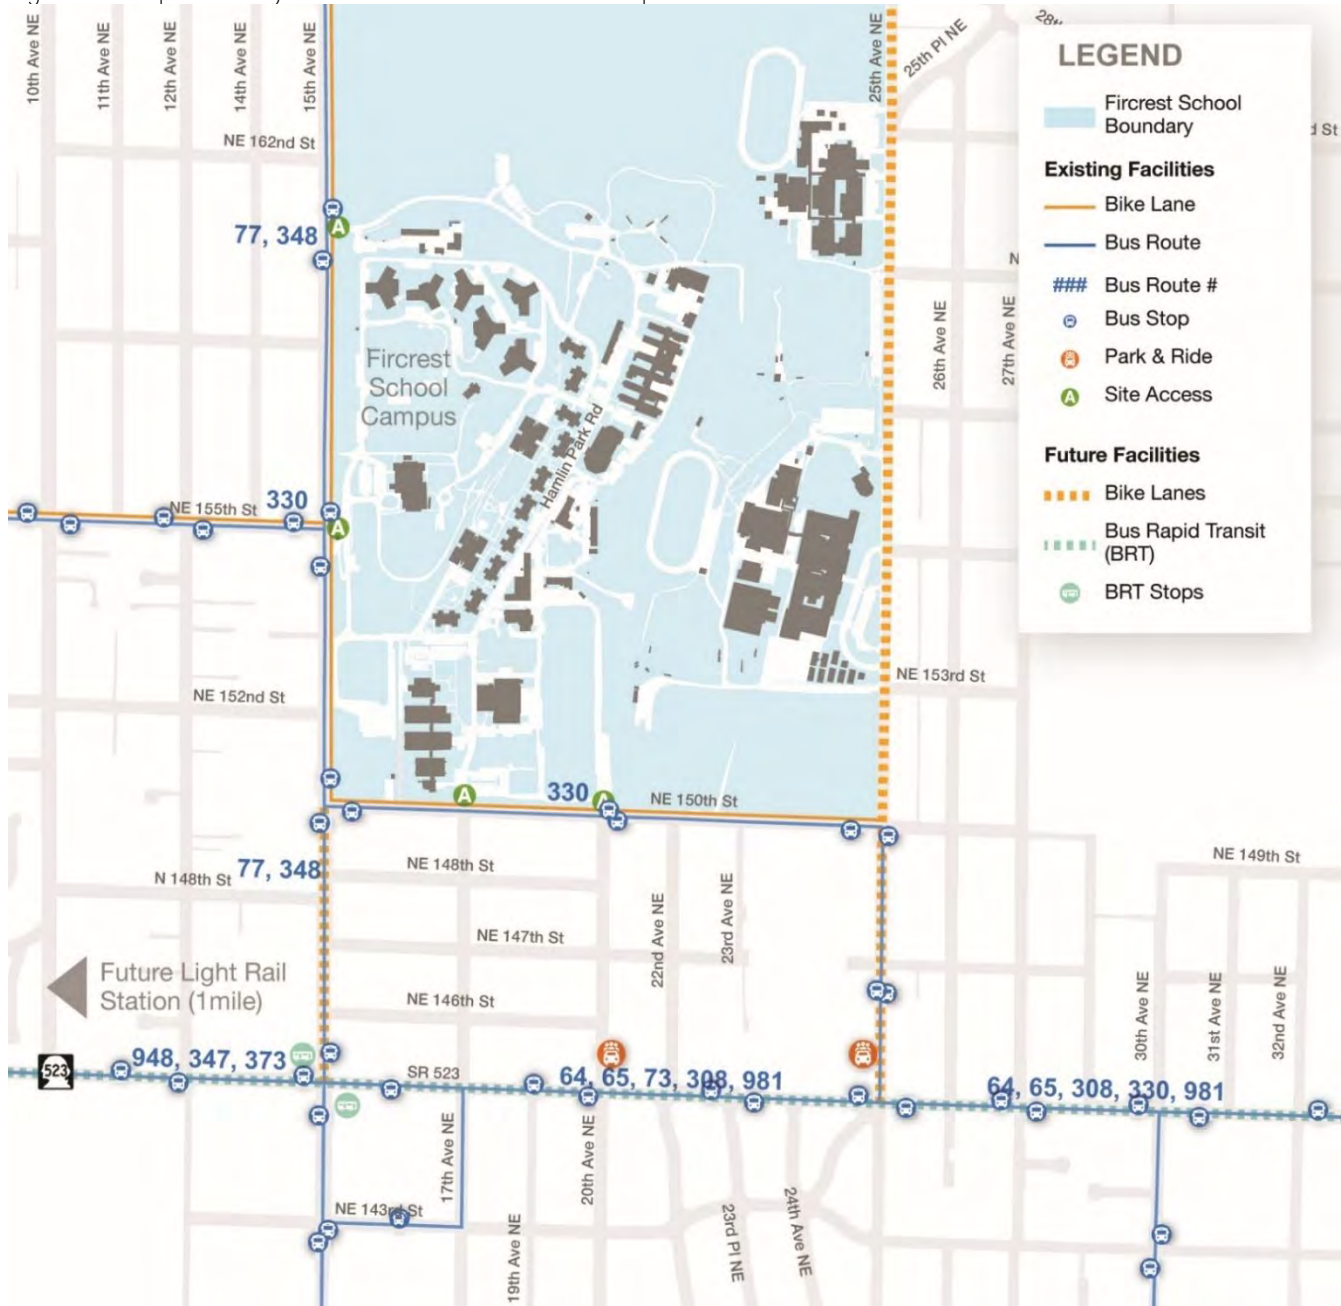 10th Ave NE
11th Ave NE
12th Ave NE
14th Ave NE
15th Ave NE
25th Ave NE
25th Pl NE
LEGEND
Fircrest School
Boundary
Existing Facilities
Bike Lane
Bus Route
### Bus Route #
Bus Stop
Park & Ride
A Site Access
Future Facilities
Bike Lanes
Bus Rapid Transit
(BRT)
BRT Stops
d St
NE 162nd St
77, 348
A
N
26th Ave NE
27th Ave NE
Fircrest
School
Campus
Hamlin Park Rd
NE 155th St
330
A
NE 153rd St
NE 152nd St
A
330
A
NE 150th St
77, 348
N 148th St
NE 148th St
NE 149th St
22nd Ave NE
23rd Ave NE
NE 147th St
Future Light Rail
Station (1mile)
NE 146th St
30th Ave NE
31st Ave NE
32nd Ave NE
523
948, 347, 373
SR 523
64, 65, 73, 308, 981
64, 65, 308, 330, 981
17th Ave NE
20th Ave NE
NE 143rd St
19th Ave NE
23rd Pl NE
24th Ave NE